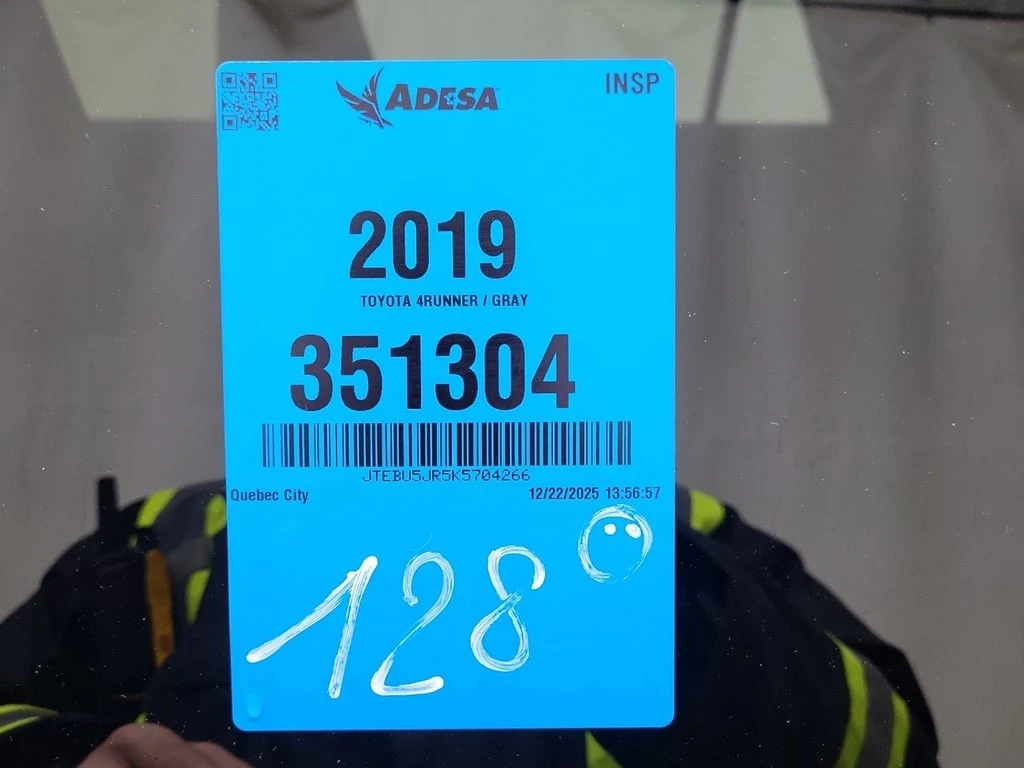 ADESA
INSP
2019
TOYOTA 4RUNNER / GRAY
351304
JTEBU5JR5K5704266
Quebec City
12/22/2025 13:56:57
128